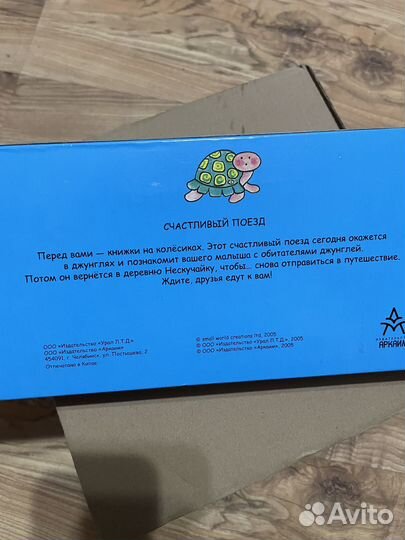 СЧАСТЛИВЫЙ ПОЕЗД
Перед вами — книжки на колёсиках. Этот счастливый поезд сегодня окажется
в джунглях и познакомит вашего малыша с обитателями джунглей.
Потом он вернётся в деревню Нескучайку, чтобы... снова отправиться в путешествие.
Ждите, друзья едут к вам!
ООО «Издательство «Урал Л.Т.Д.»
ООО «Издательство «Аркаим»
454091, г. Челябинск, ул. Постышева, 2
Отпечатано в Китае
© small world creations ltd, 2005
© ООО «Издательство «Урал Л.Т.Д.», 2005
© ООО «Издательство «Аркаим», 2005
ИЗДАТЕЛЬСТВО
АРКАИМ
Avito